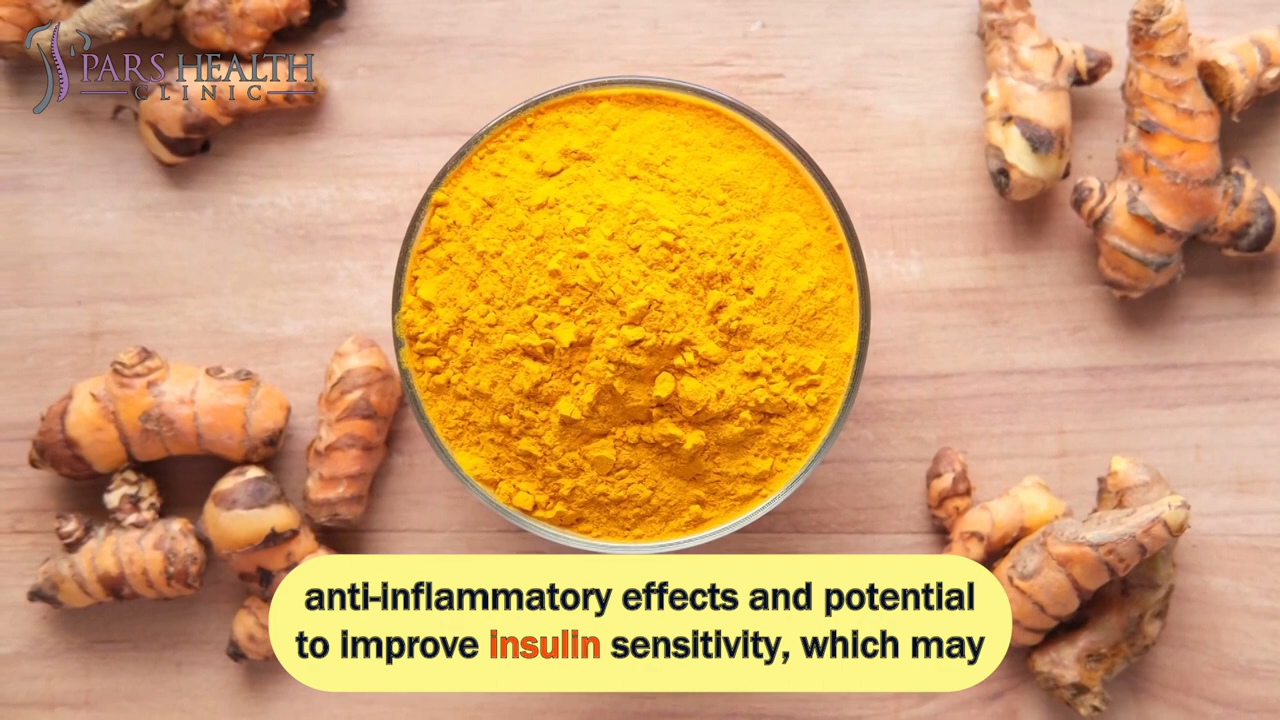 PARS HEALTH
CLINIC
anti-inflammatory effects and potential
to improve insulin sensitivity, which may